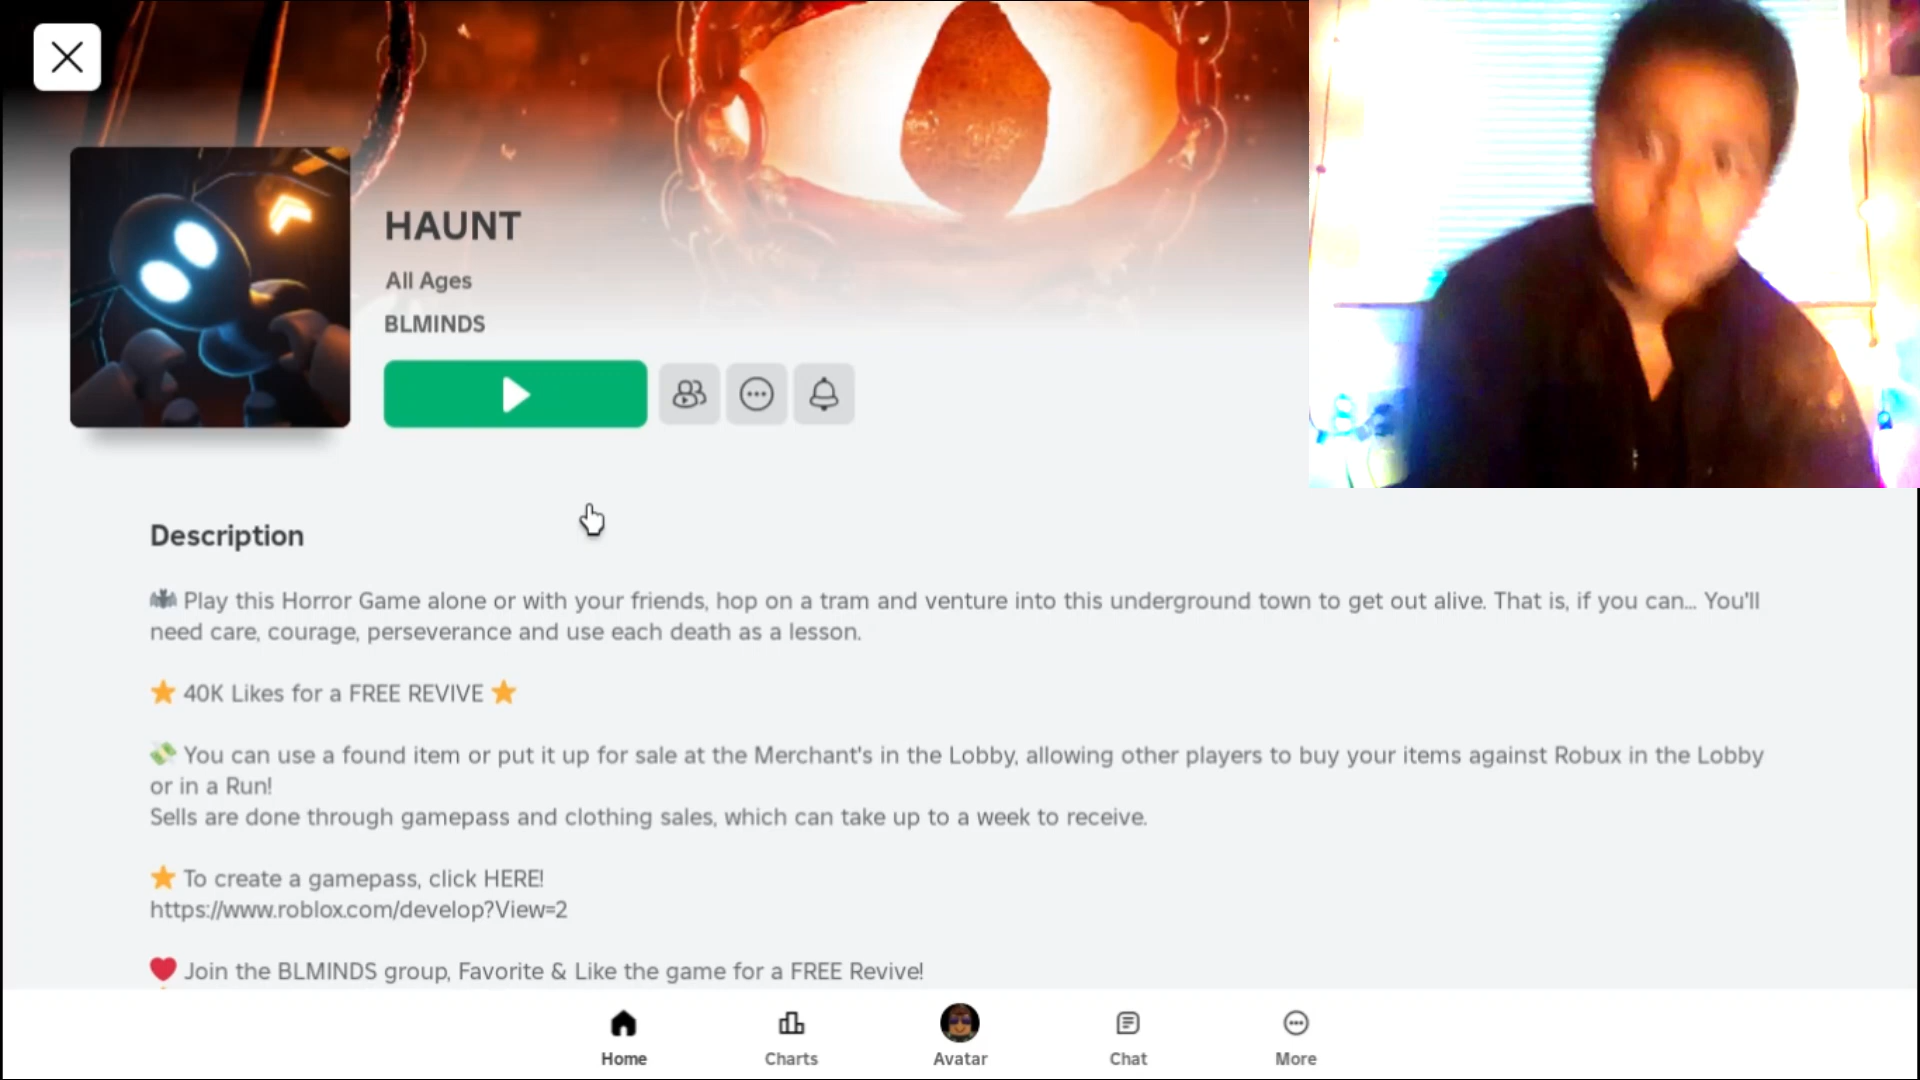 HAUNT
All Ages
BLMINDS
Description
🦇 Play this Horror Game alone or with your friends, hop on a tram and venture into this underground town to get out alive. That is, if you can... You'll
need care, courage, perseverance and use each death as a lesson.
⭐ 40K Likes for a FREE REVIVE ⭐
💸 You can use a found item or put it up for sale at the Merchant's in the Lobby, allowing other players to buy your items against Robux in the Lobby
or in a Run!
Sells are done through gamepass and clothing sales, which can take up to a week to receive.
⭐ To create a gamepass, click HERE!
https://www.roblox.com/develop?View=2
❤️ Join the BLMINDS group, Favorite & Like the game for a FREE Revive!
Home
Charts
Avatar
Chat
More